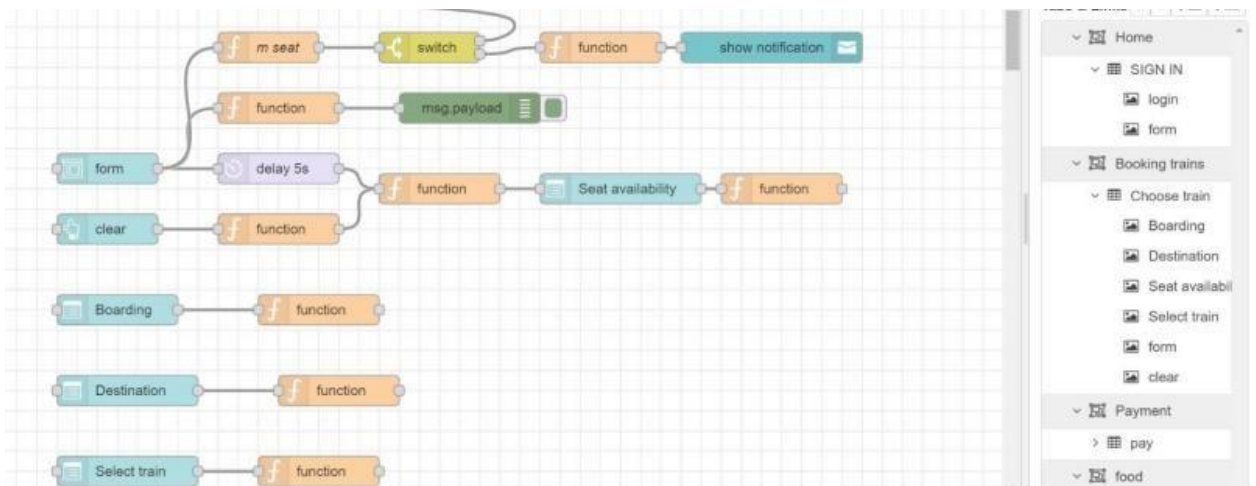 m seat
switch
function
show notification
function
msg.payload
form
delay 5s
function
Seat availability
function
clear
function
Boarding
function
Destination
function
Select train
function
Home
SIGN IN
login
form
Booking trains
Choose train
Boarding
Destination
Seat availabil
Select train
form
clear
Payment
pay
food